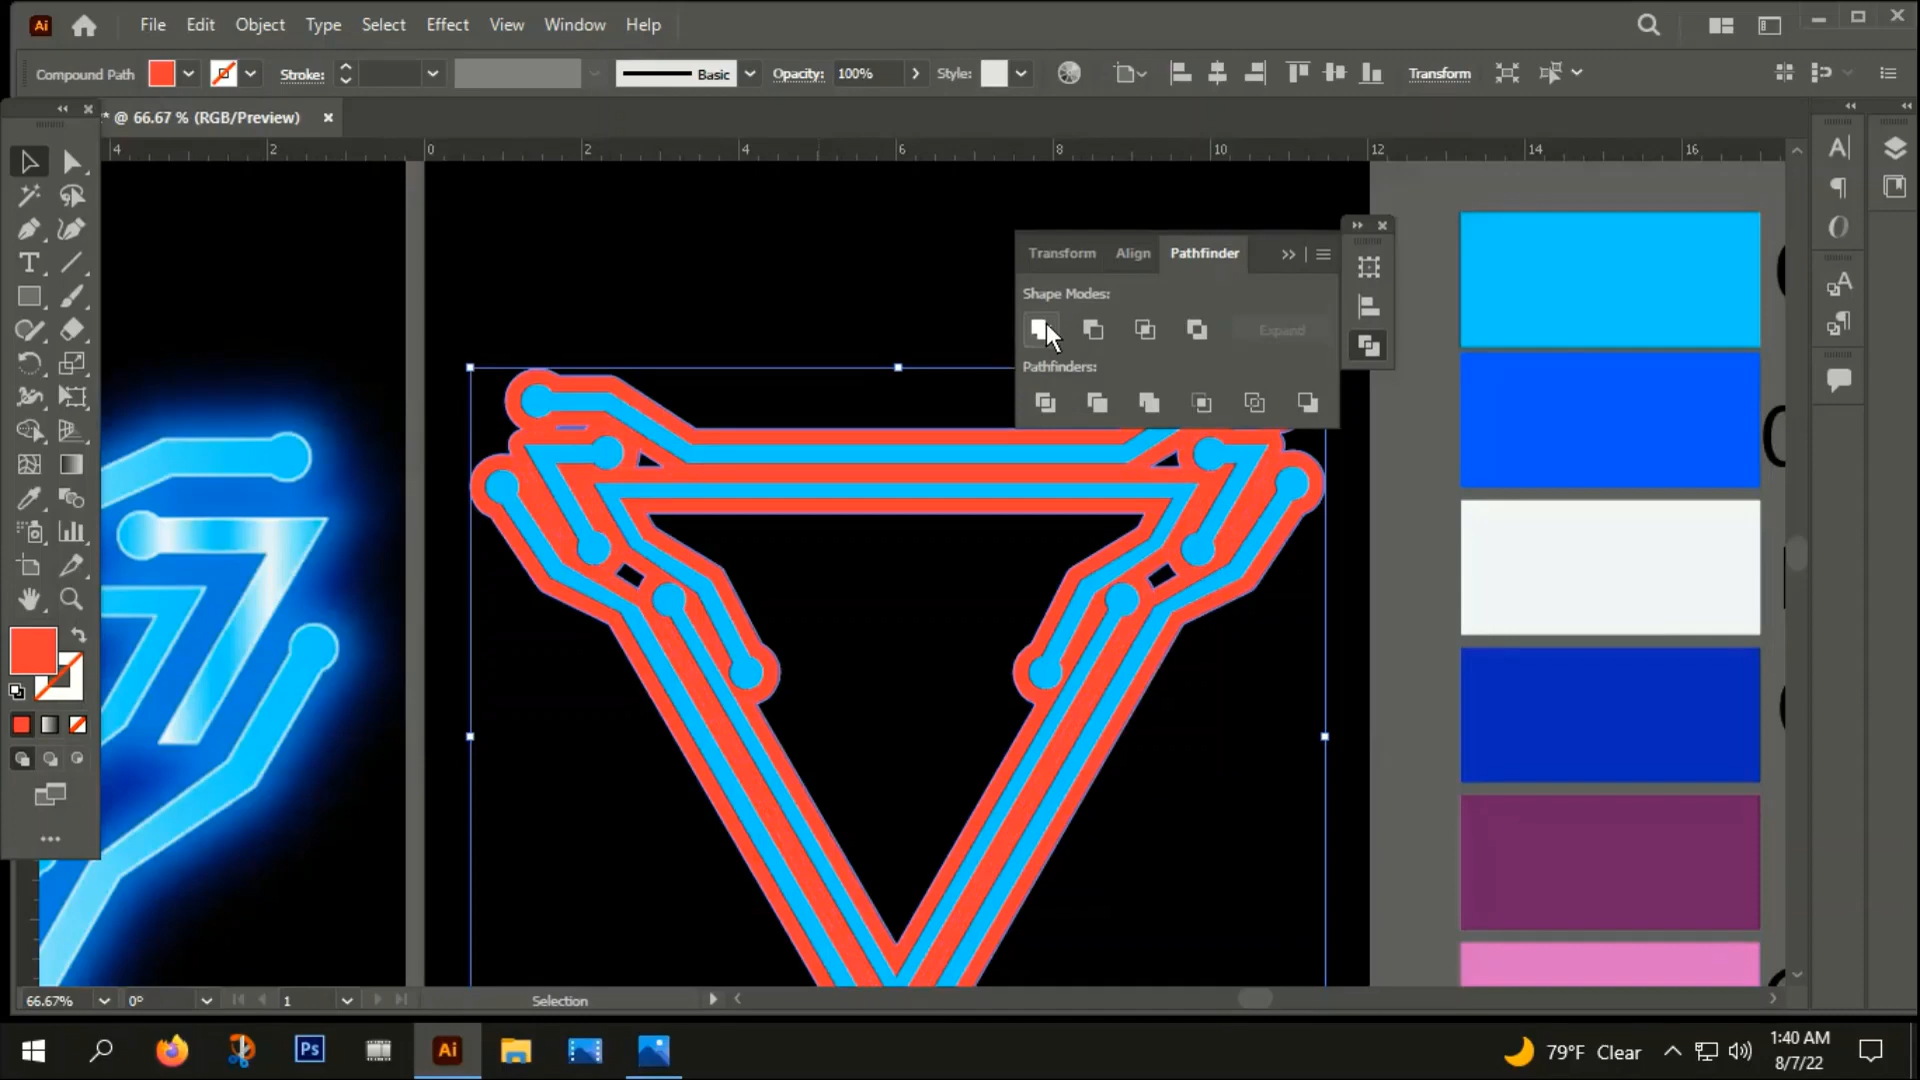 Ai File Edit Object Type Select Effect View Window Help
Compound Path Stroke: Basic Opacity: 100% Style: Transform
* @ 66.67 % (RGB/Preview) ×
4 2 0 2 4 6 8 10 12 14 16
Transform Align Pathfinder
Shape Modes:
Expand
Pathfinders:
66.67% 0° 1 Selection
Ps Ai 79°F Clear 1:40 AM
8/7/22